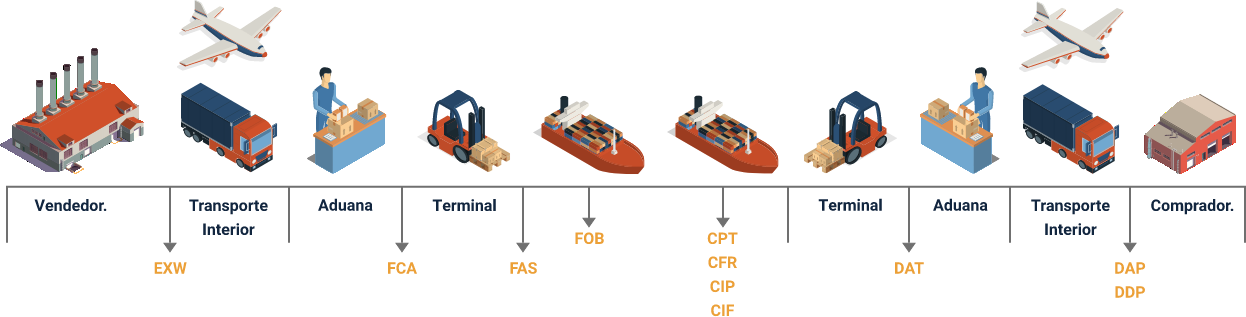 Vendedor.
Transporte
Interior
Aduana
Terminal
Terminal
Aduana
Transporte
Interior
Comprador.
EXW
FCA
FAS
FOB
CPT
CFR
CIP
CIF
DAT
DAP
DDP